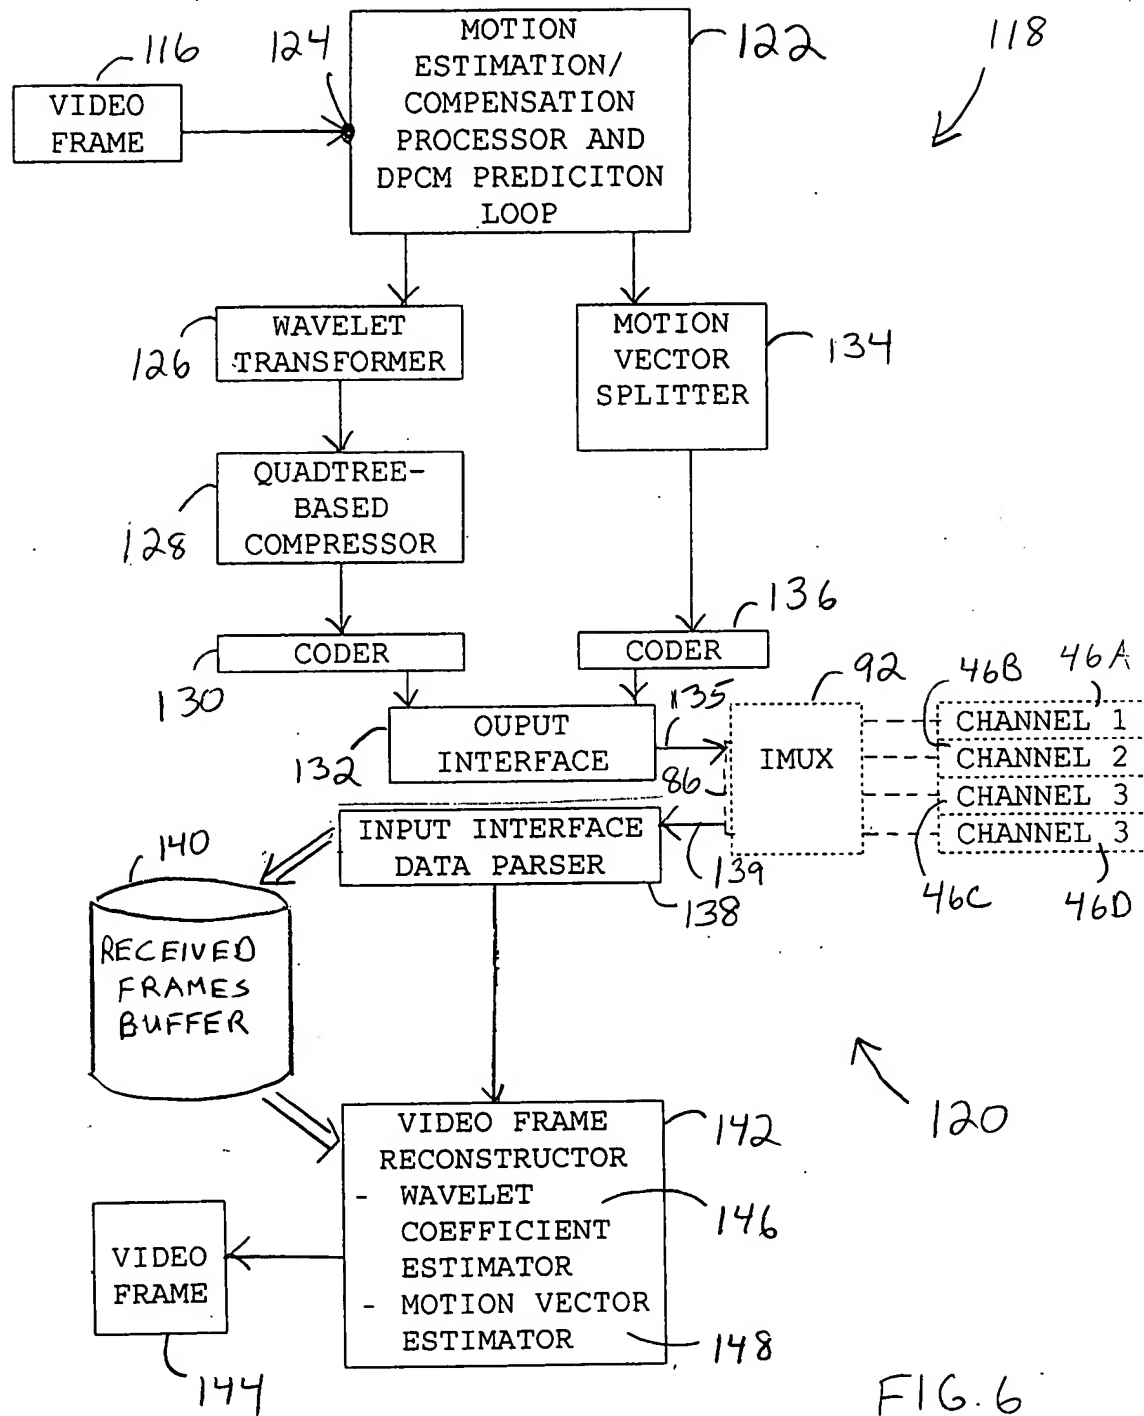 116
124
122
118
VIDEO
FRAME
MOTION
ESTIMATION/
COMPENSATION
PROCESSOR AND
DPCM PREDICITON
LOOP
WAVELET
TRANSFORMER
126
MOTION
VECTOR
SPLITTER
134
QUADTREE-
BASED
COMPRESSOR
128
CODER
130
CODER
136
OUPUT
INTERFACE
132
135
86
92
IMUX
46B
46A
CHANNEL 1
CHANNEL 2
CHANNEL 3
CHANNEL 3
46C
46D
INPUT INTERFACE
DATA PARSER
139
138
140
RECEIVED
FRAMES
BUFFER
120
VIDEO FRAME
RECONSTRUCTOR
- WAVELET
COEFFICIENT
ESTIMATOR
- MOTION VECTOR
ESTIMATOR
142
146
148
VIDEO
FRAME
144
FIG. 6